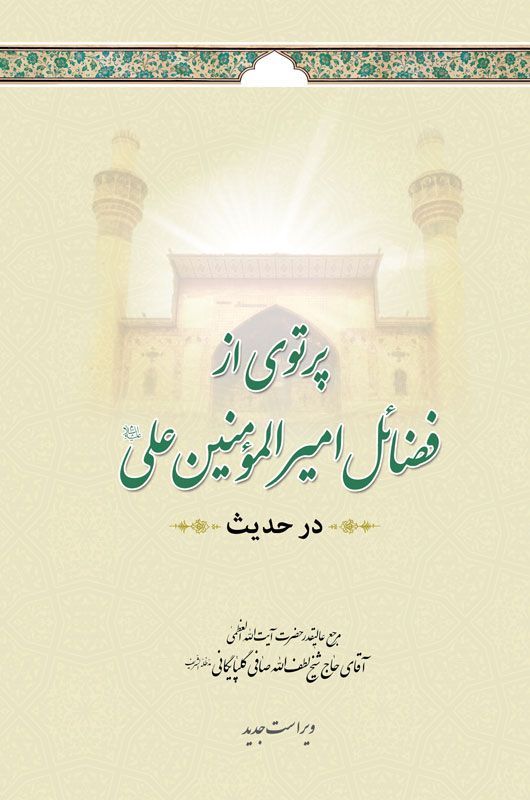 پرتوی از
فضائل امیرالمؤمنین علی علیه‌السلام
در حدیث
مرجع عالیقدر حضرت آیت‌الله العظمی
آقای حاج شیخ لطف‌الله صافی گلپایگانی مدظله الشریف
ویراست جدید